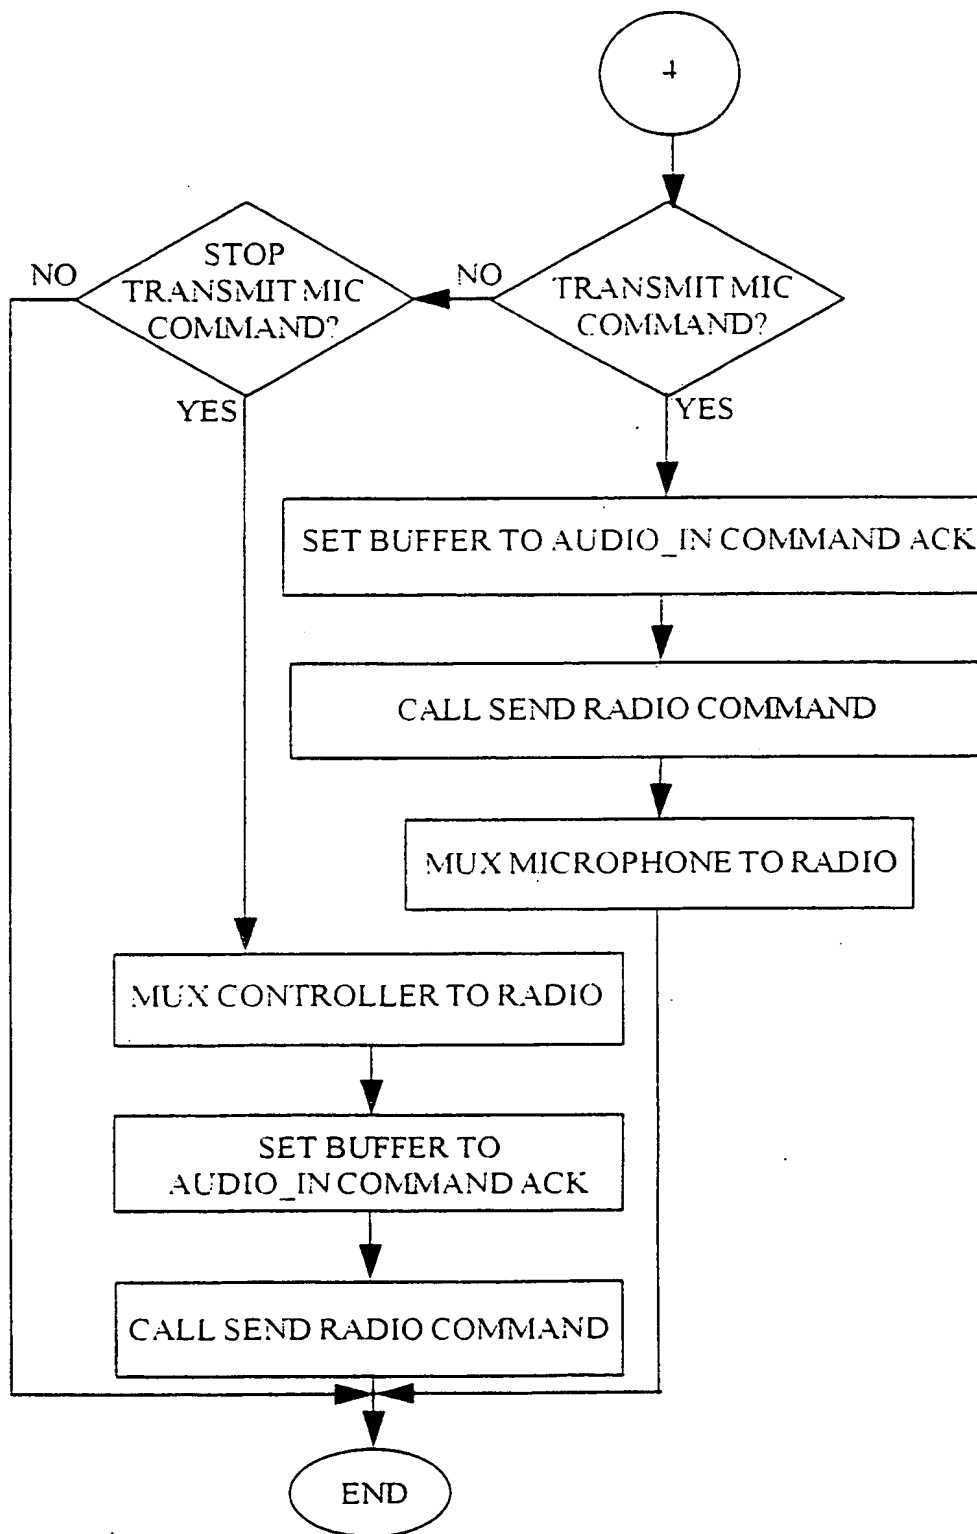 4
TRANSMIT MIC
COMMAND?
NO
YES
STOP
TRANSMIT MIC
COMMAND?
NO
YES
SET BUFFER TO AUDIO_IN COMMAND ACK
CALL SEND RADIO COMMAND
MUX MICROPHONE TO RADIO
MUX CONTROLLER TO RADIO
SET BUFFER TO
AUDIO_IN COMMAND ACK
CALL SEND RADIO COMMAND
END